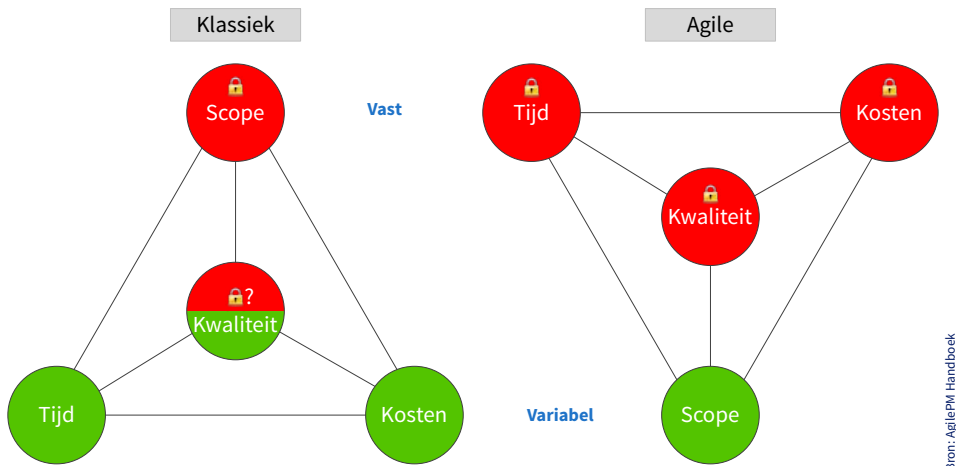 Klassiek
Agile
Scope
Vast
Tijd
Kosten
Kwaliteit
?
Kwaliteit
Tijd
Kosten
Variabel
Scope
Bron: AgilePM Handboek